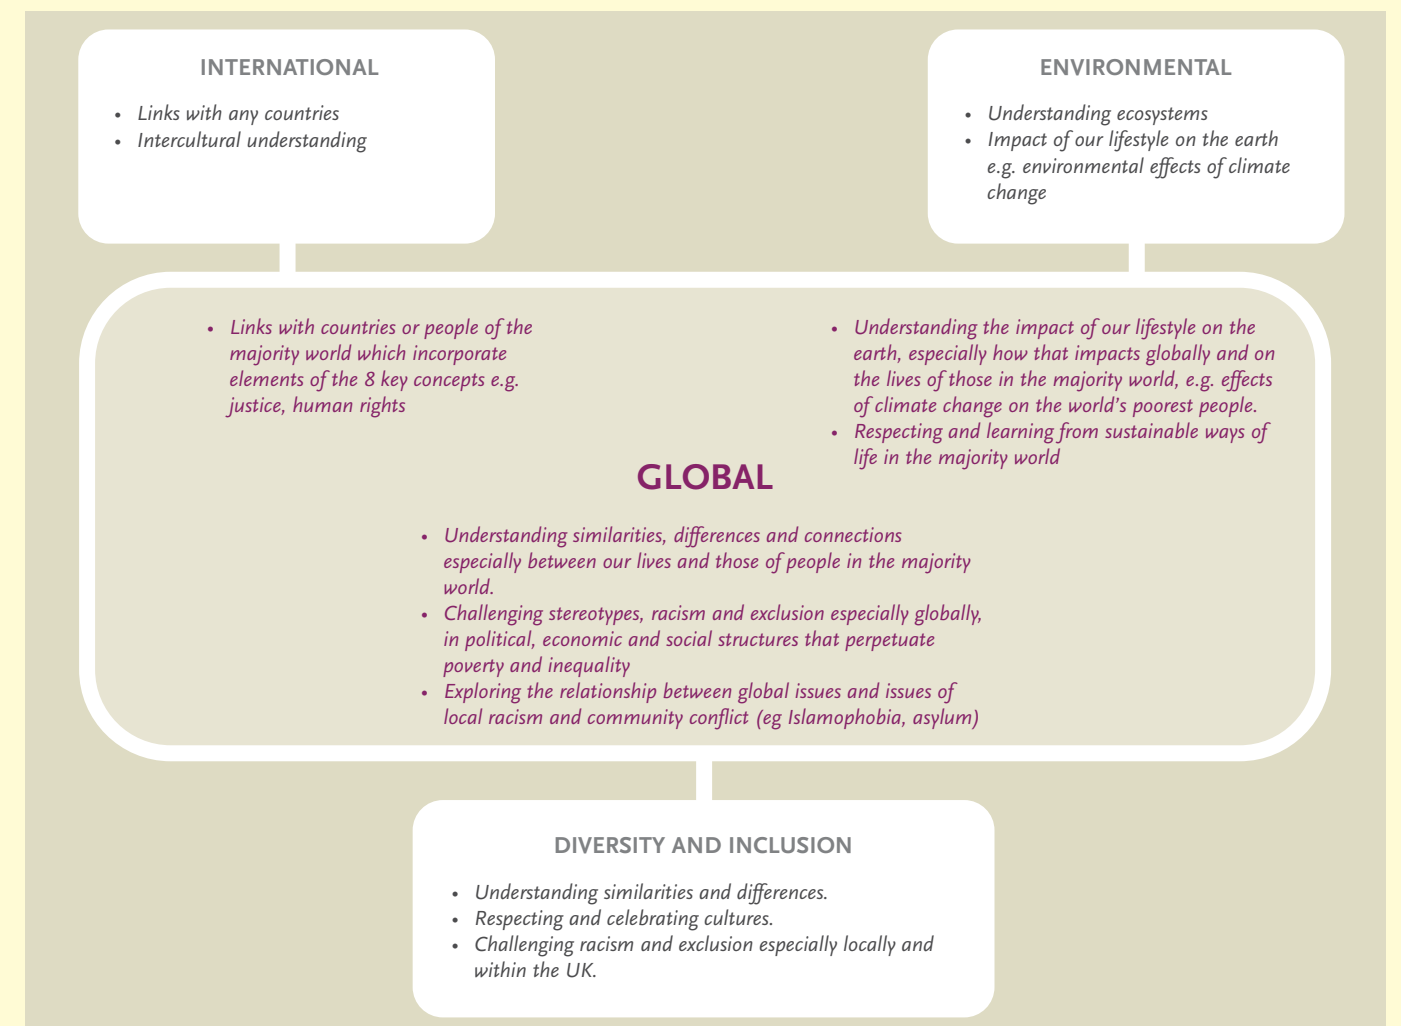 INTERNATIONAL
• Links with any countries
• Intercultural understanding
ENVIRONMENTAL
• Understanding ecosystems
• Impact of our lifestyle on the earth
e.g. environmental effects of climate
change
• Links with countries or people of the
majority world which incorporate
elements of the 8 key concepts e.g.
justice, human rights
• Understanding the impact of our lifestyle on the
earth, especially how that impacts globally and on
the lives of those in the majority world, e.g. effects
of climate change on the world's poorest people.
• Respecting and learning from sustainable ways of
life in the majority world
GLOBAL
• Understanding similarities, differences and connections
especially between our lives and those of people in the majority
world.
• Challenging stereotypes, racism and exclusion especially globally,
in political, economic and social structures that perpetuate
poverty and inequality
• Exploring the relationship between global issues and issues of
local racism and community conflict (eg Islamophobia, asylum)
DIVERSITY AND INCLUSION
• Understanding similarities and differences.
• Respecting and celebrating cultures.
• Challenging racism and exclusion especially locally and
within the UK.